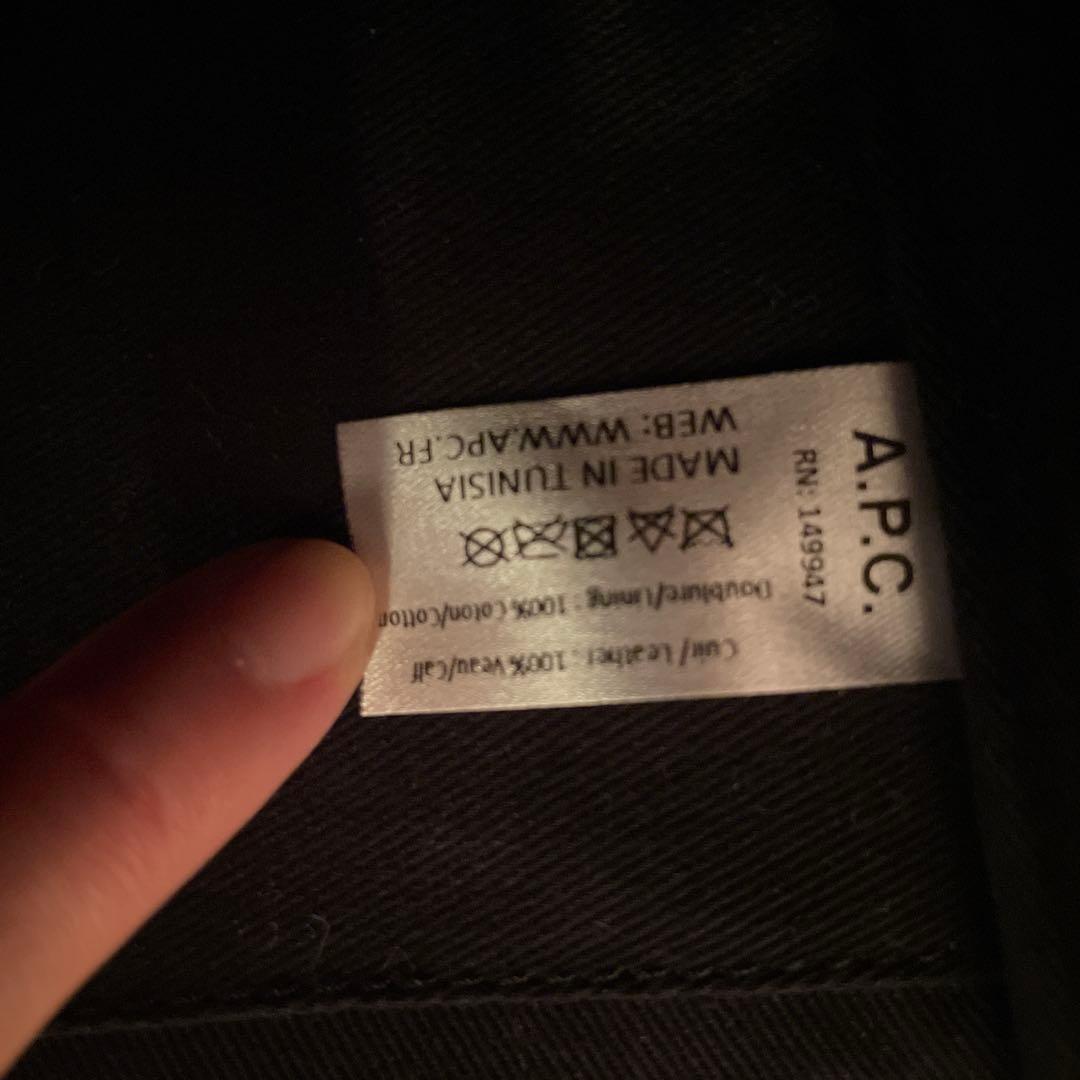 A.P.C.
RN: 149947
Cuir/ Leather : 100% Veau/Calf
Doublure/Lining : 100% Coton/Cotton
MADE IN TUNISIA
WEB: WWW.APC.FR